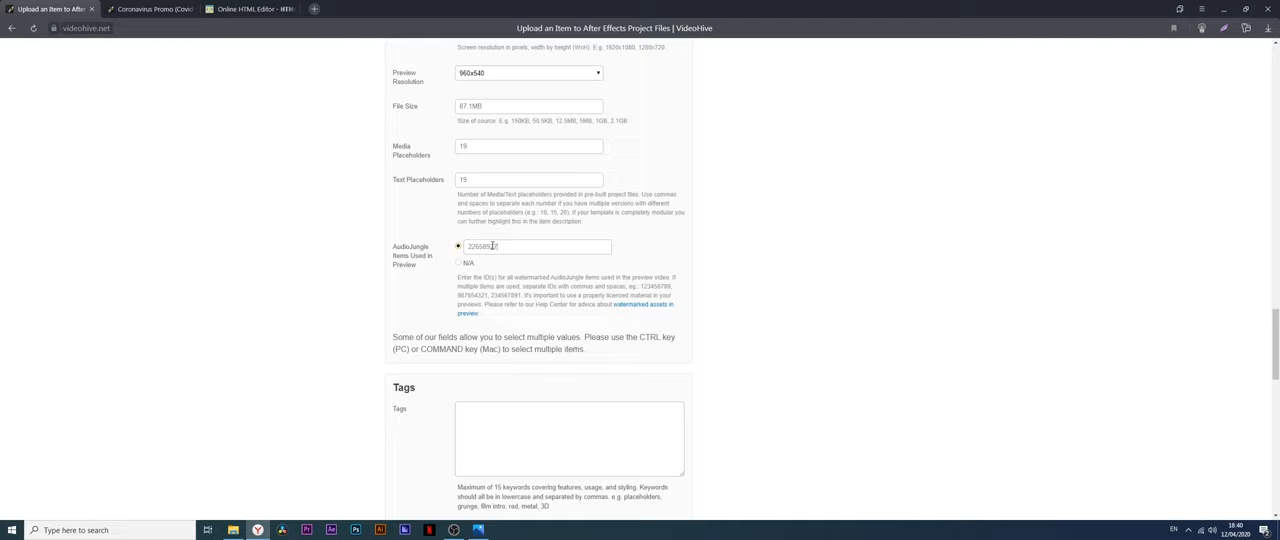 Upload an Item to After
Coronavirus Promo (Covid
Online HTML Editor - HTM
videohive.net
Upload an Item to After Effects Project Files | VideoHive
Screen resolution in pixels, width by height (WxH). E.g. 1920x1080, 1280x720
Preview
Resolution
960x540
File Size
87.1MB
Size of source. E.g. 150KB, 50.5KB, 12.5MB, 5MB, 1GB, 2.1GB
Media
Placeholders
19
Text Placeholders
19
Number of Media/Text placeholders provided in pre-built project files. Use commas
and spaces to separate each number if you have multiple versions with different
numbers of placeholders (e.g.: 10, 15, 20). If your template is completely modular you
can further highlight this in the item description.
AudioJungle
Items Used in
Preview
N/A
Enter the ID(s) for all watermarked AudioJungle items used in the preview video. If
multiple items are used, separate IDs with commas and spaces, eg.: 123456789,
987654321, 234567891. It's important to use a properly licensed material in your
previews. Please refer to our Help Center for advice about watermarked assets in
preview.
Some of our fields allow you to select multiple values. Please use the CTRL key
(PC) or COMMAND key (Mac) to select multiple items.
Tags
Tags
Maximum of 15 keywords covering features, usage, and styling. Keywords
should all be in lowercase and separated by commas. e.g. placeholders,
grunge, film intro, red, metal, 3D
Type here to search
Pr
Ae
Ps
Ai
N
EN
18:40
12/04/2020